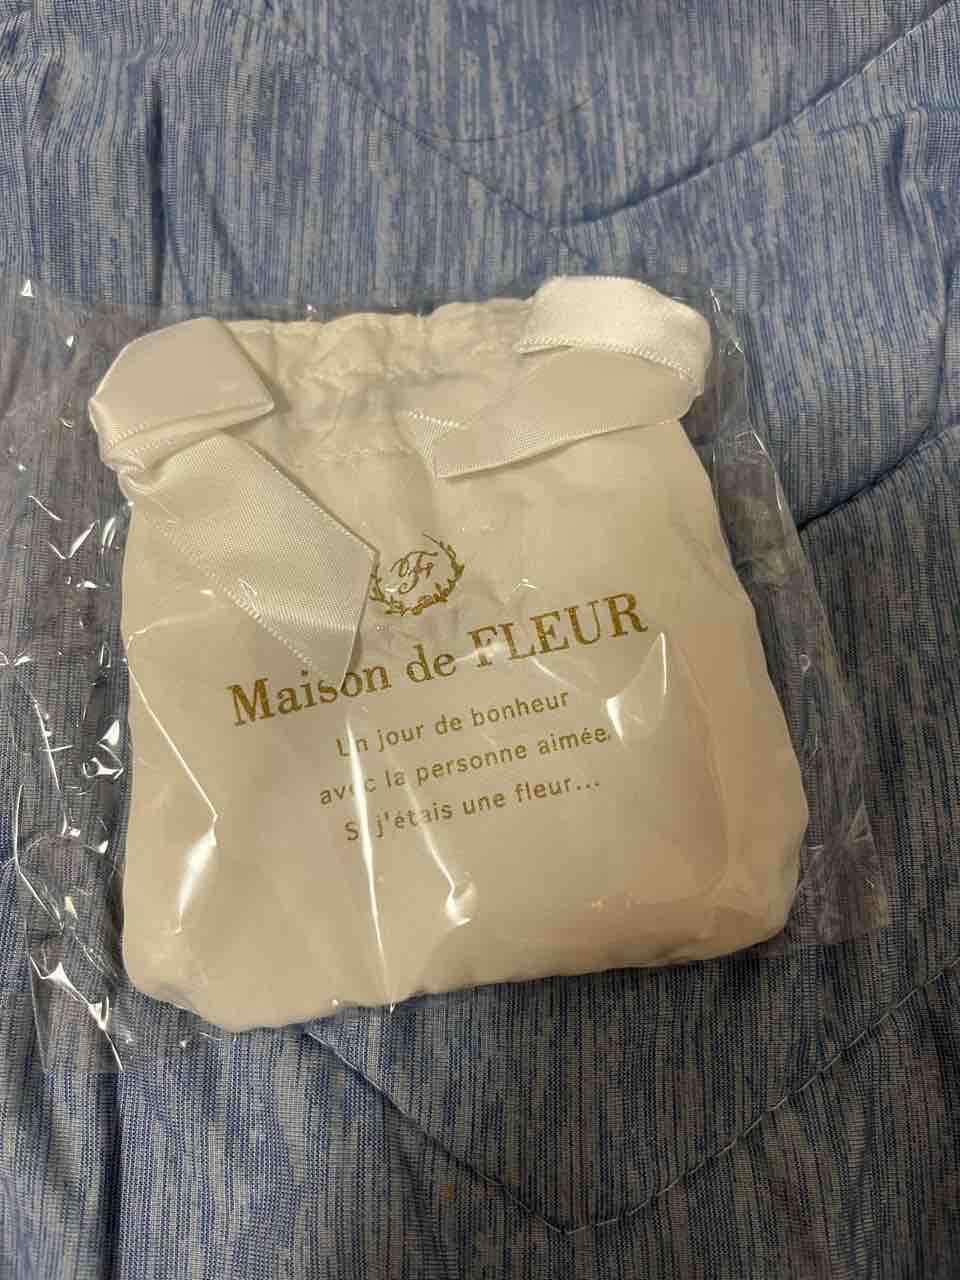 F
Maison de FLEUR
Un jour de bonheur
avec la personne aimée
Si j'étais une fleur...